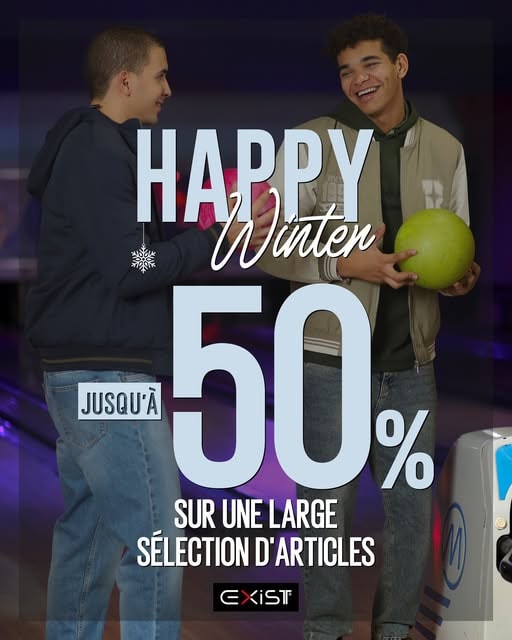 HAPPY
Winter
JUSQU'À
50%
SUR UNE LARGE
SÉLECTION D'ARTICLES
EXiST